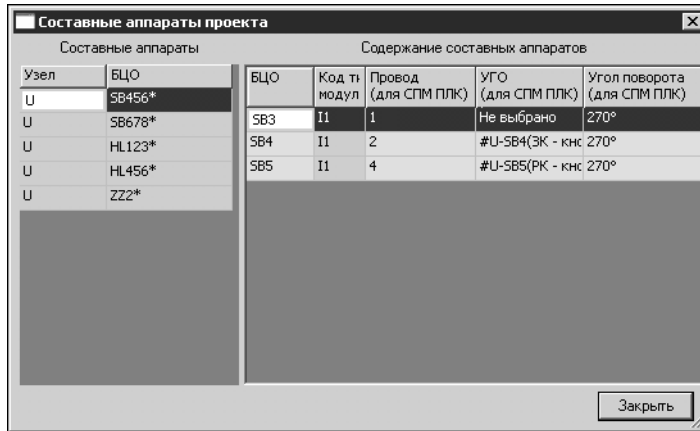 Составные аппараты проекта
Составные аппараты
Узел БЦО
U SB456*
U SB678*
U HL123*
U HL456*
U ZZ2*
Содержание составных аппаратов
БЦО Код ти модул Провод (для СПМ ПЛК) УГО (для СПМ ПЛК) Угол поворота (для СПМ ПЛК)
SB3 I1 1 Не выбрано 270°
SB4 I1 2 #U-SB4(ЗК - кно 270°
SB5 I1 4 #U-SB5(РК - кно 270°
Закрыть